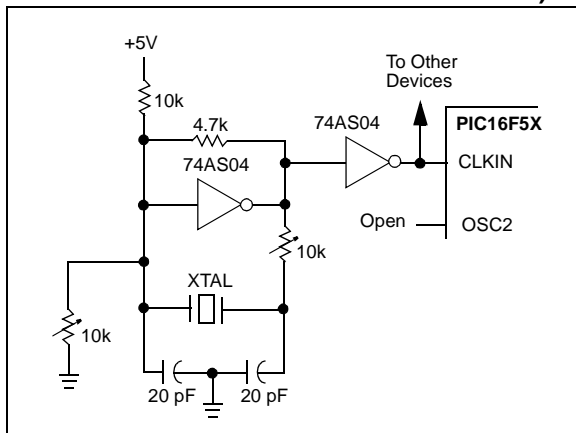 +5V
10k
4.7k
74AS04
74AS04
To Other
Devices
PIC16F5X
CLKIN
Open
OSC2
10k
XTAL
10k
20 pF
20 pF